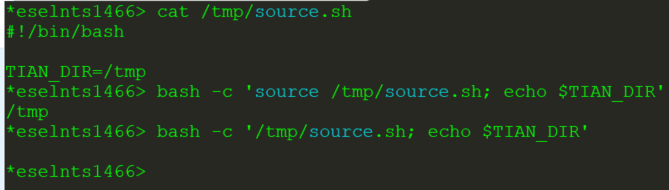 *eselnts1466> cat /tmp/source.sh
#!/bin/bash
TIAN_DIR=/tmp
*eselnts1466> bash -c 'source /tmp/source.sh; echo $TIAN_DIR'
/tmp
*eselnts1466> bash -c '/tmp/source.sh; echo $TIAN_DIR'
*eselnts1466>